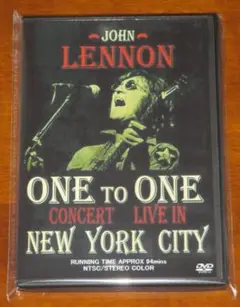 JOHN
LENNON
ONE TO ONE
CONCERT LIVE IN
NEW YORK CITY
RUNNING TIME APPROX 94mins
NTSC/STEREO COLOR
DVD